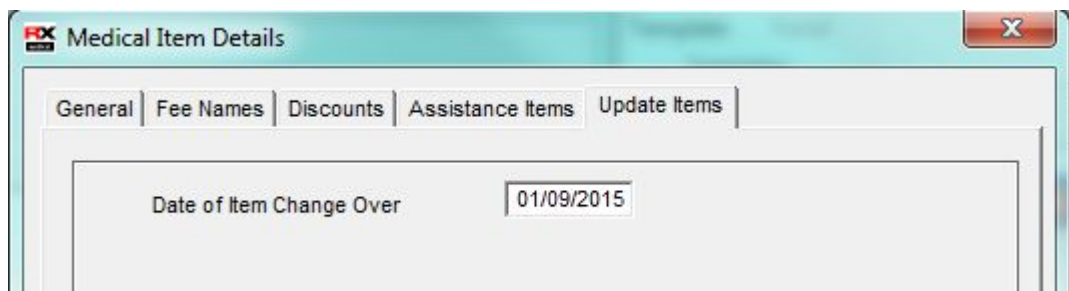 RX Medical Item Details
General Fee Names Discounts Assistance Items Update Items
Date of Item Change Over 01/09/2015